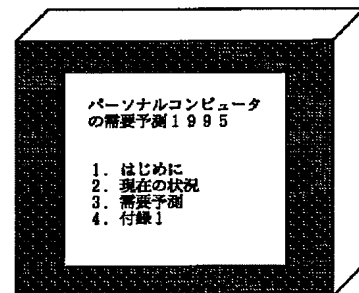 パーソナルコンピュータ
の需要予測１９９５
１．はじめに
２．現在の状況
３．需要予測
４．付録１